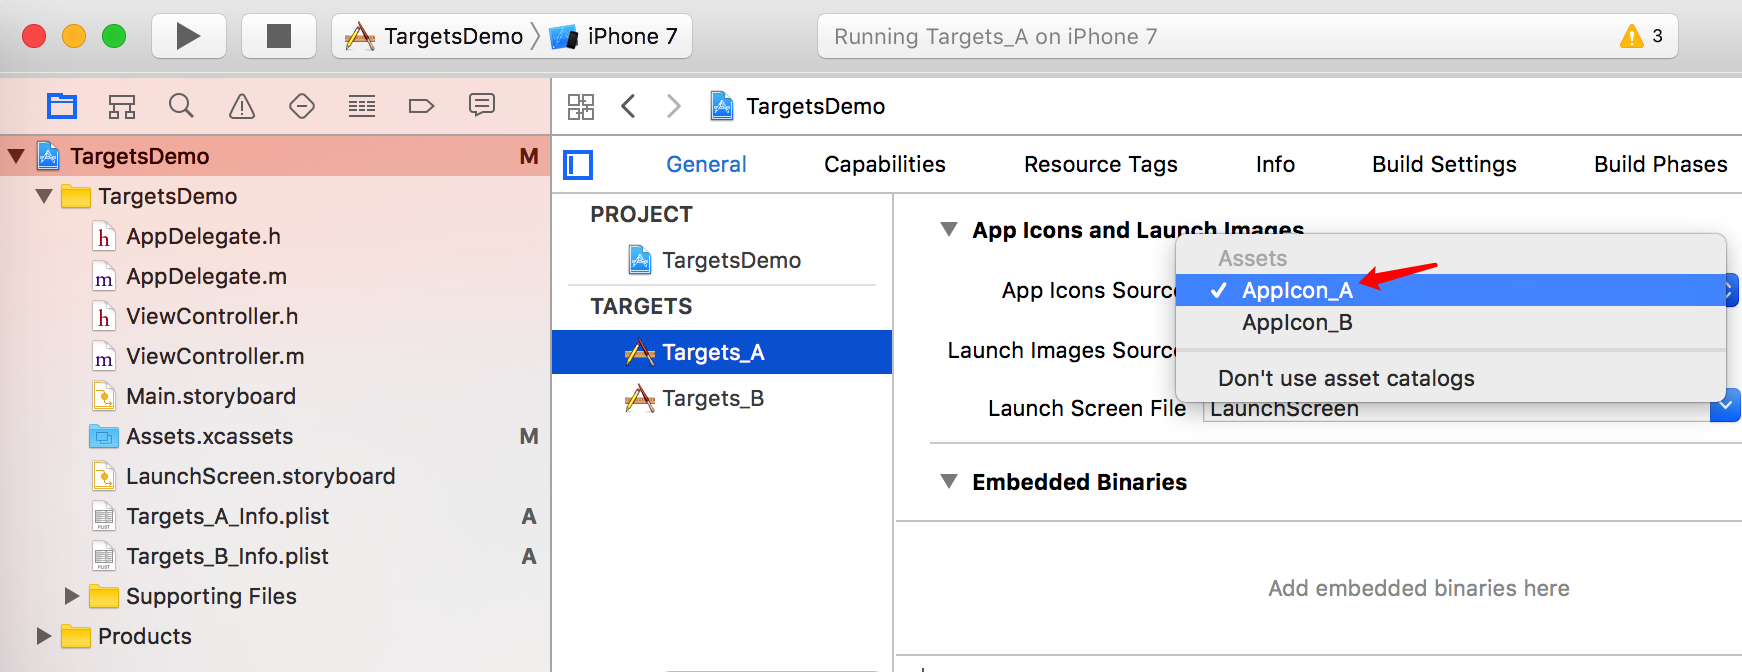 TargetsDemo
iPhone 7
Running Targets_A on iPhone 7
3
TargetsDemo
TargetsDemo M
General
Capabilities
Resource Tags
Info
Build Settings
Build Phases
TargetsDemo
AppDelegate.h
AppDelegate.m
ViewController.h
ViewController.m
Main.storyboard
Assets.xcassets M
LaunchScreen.storyboard
Targets_A_Info.plist A
Targets_B_Info.plist A
Supporting Files
Products
PROJECT
TargetsDemo
TARGETS
Targets_A
Targets_B
App Icons and Launch Images
App Icons Source
Assets
AppIcon_A
AppIcon_B
Don't use asset catalogs
Launch Images Source
Launch Screen File LaunchScreen
Embedded Binaries
Add embedded binaries here